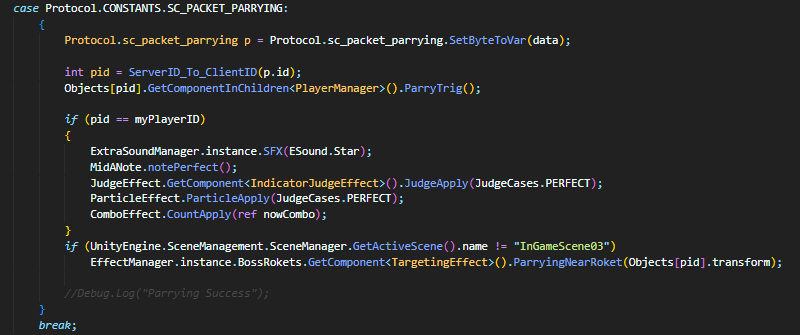 case Protocol.CONSTANTS.SC_PACKET_PARRYING:
{
Protocol.sc_packet_parrying p = Protocol.sc_packet_parrying.SetByteToVar(data);
int pid = ServerID_To_ClientID(p.id);
Objects[pid].GetComponentInChildren<PlayerManager>().ParryTrig();
if (pid == myPlayerID)
{
ExtraSoundManager.instance.SFX(ESound.Star);
MidANote.notePerfect();
JudgeEffect.GetComponent<IndicatorJudgeEffect>().JudgeApply(JudgeCases.PERFECT);
ParticleEffect.ParticleApply(JudgeCases.PERFECT);
ComboEffect.CountApply(ref nowCombo);
}
if (UnityEngine.SceneManagement.SceneManager.GetActiveScene().name != "InGameScene03")
EffectManager.instance.BossRokets.GetComponent<TargetingEffect>().ParryingNearRoket(Objects[pid].transform);
//Debug.Log("Parrying Success");
}
break;